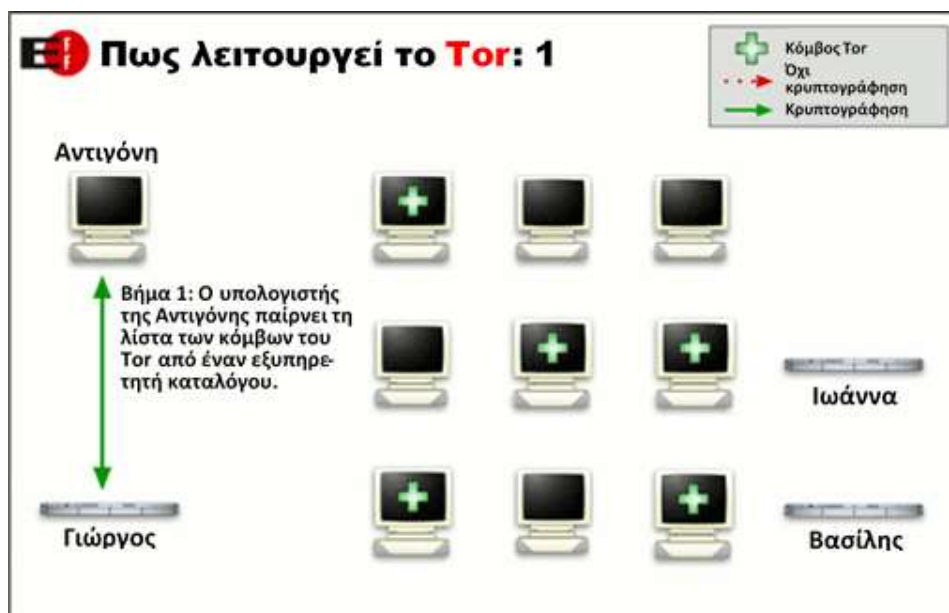 EFF Πως λειτουργεί το Tor: 1
Κόμβος Tor
Όχι
κρυπτογράφηση
Κρυπτογράφηση
Αντιγόνη
Βήμα 1: Ο υπολογιστής
της Αντιγόνης παίρνει τη
λίστα των κόμβων του
Tor από έναν εξυπηρε-
τητή καταλόγου.
Ιωάννα
Γιώργος
Βασίλης